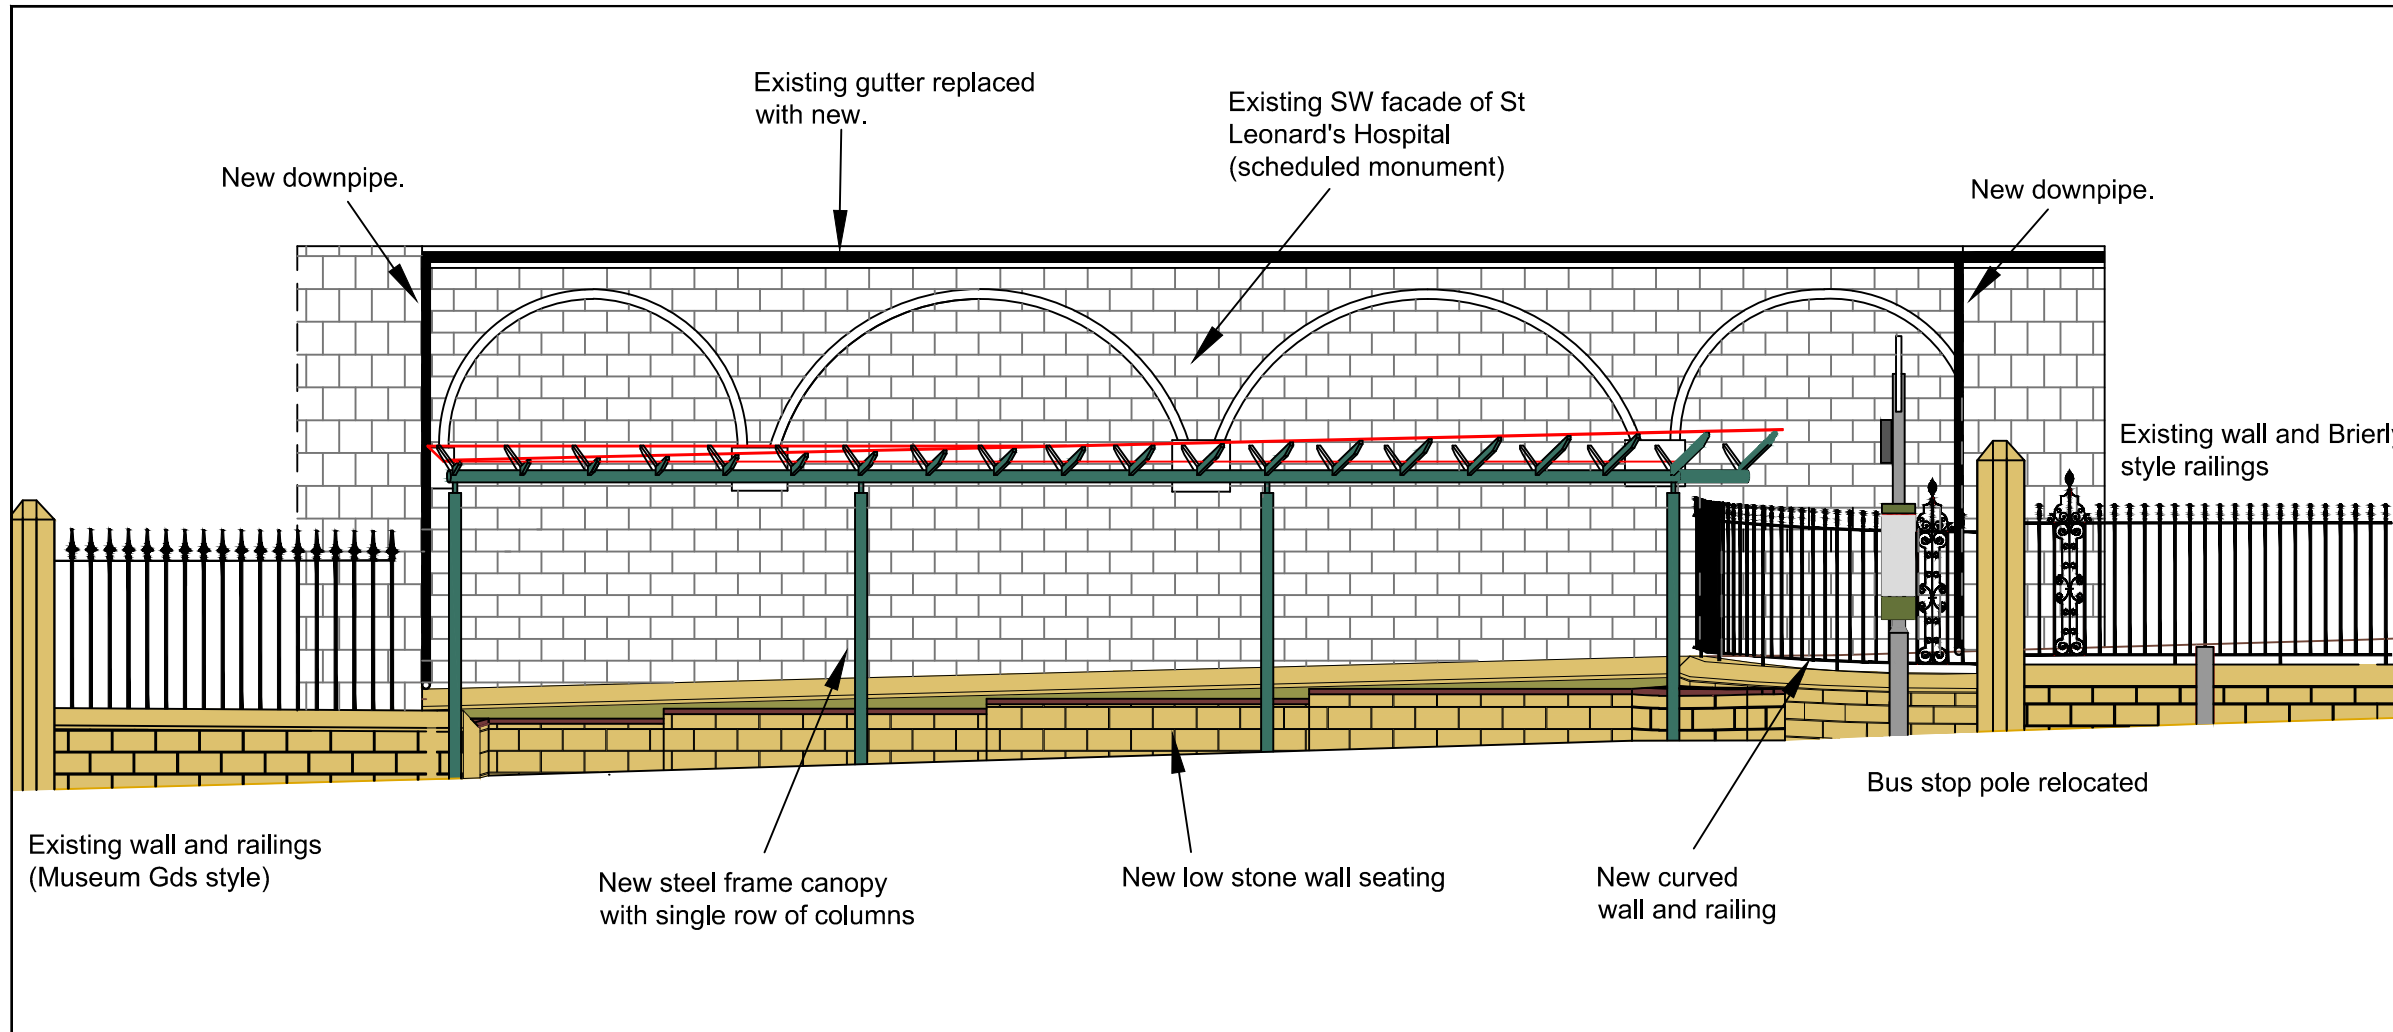 Existing gutter replaced
with new.
Existing SW facade of St
Leonard's Hospital
(scheduled monument)
New downpipe.
New downpipe.
Existing wall and Brierly
style railings
Bus stop pole relocated
Existing wall and railings
(Museum Gds style)
New steel frame canopy
with single row of columns
New low stone wall seating
New curved
wall and railing